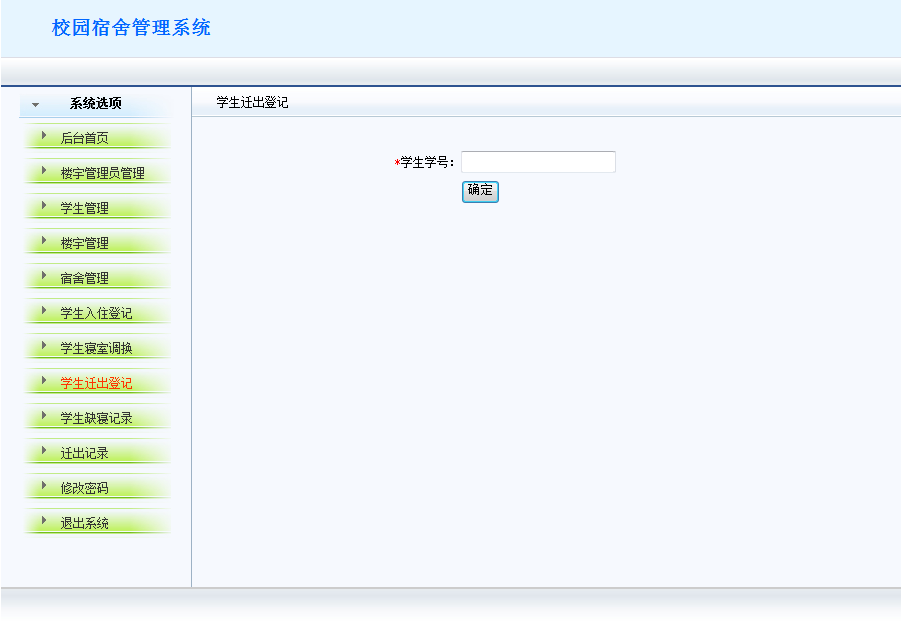 校园宿舍管理系统
系统选项
学生迁出登记
后台首页
楼宇管理员管理
学生管理
楼宇管理
宿舍管理
学生入住登记
学生寝室调换
学生迁出登记
学生缺寝记录
迁出记录
修改密码
退出系统
*学生学号：
确定